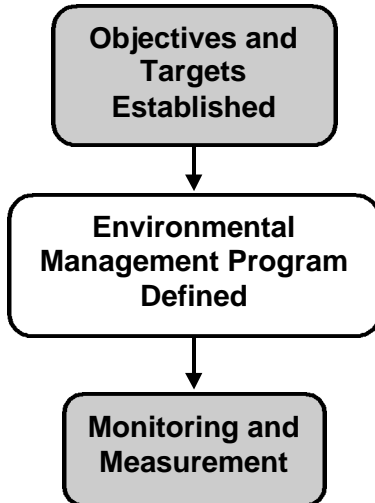 Objectives and
Targets
Established
Environmental
Management Program
Defined
Monitoring and
Measurement